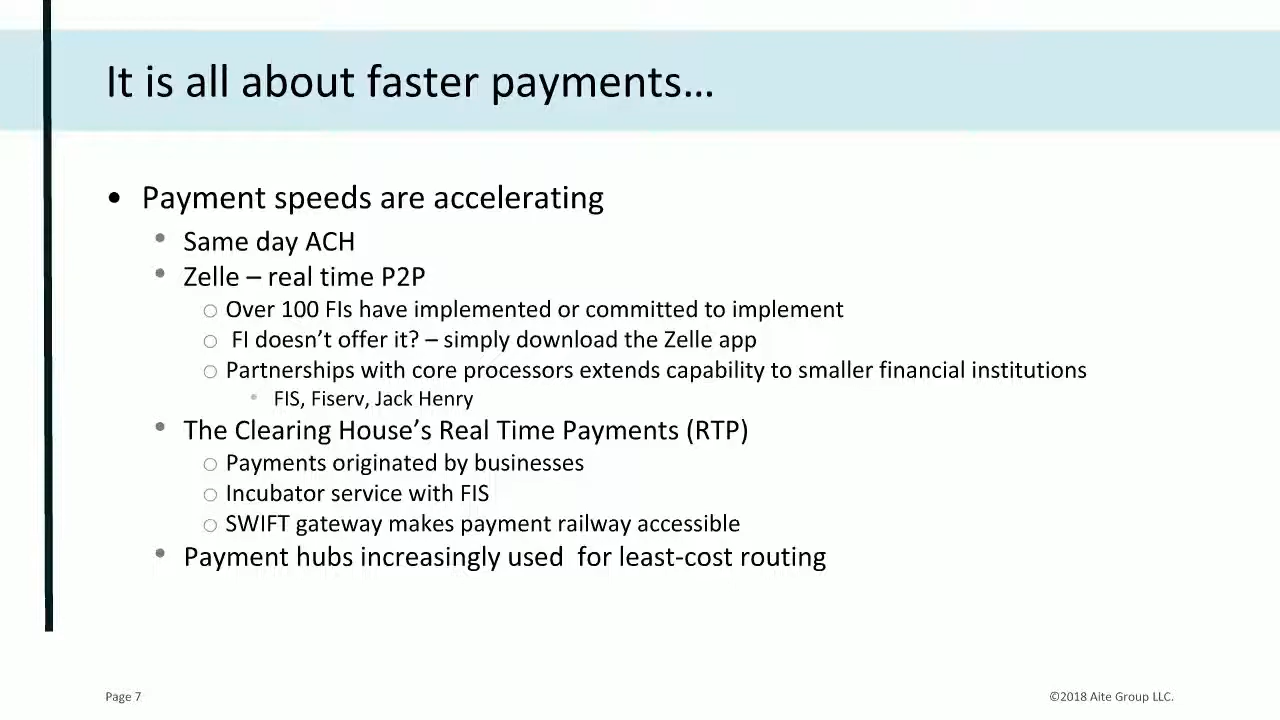 It is all about faster payments…
• Payment speeds are accelerating
• Same day ACH
• Zelle – real time P2P
○ Over 100 FIs have implemented or committed to implement
○ FI doesn’t offer it? – simply download the Zelle app
○ Partnerships with core processors extends capability to smaller financial institutions
• FIS, Fiserv, Jack Henry
• The Clearing House’s Real Time Payments (RTP)
○ Payments originated by businesses
○ Incubator service with FIS
○ SWIFT gateway makes payment railway accessible
• Payment hubs increasingly used  for least-cost routing
Page 7
©2018 Aite Group LLC.